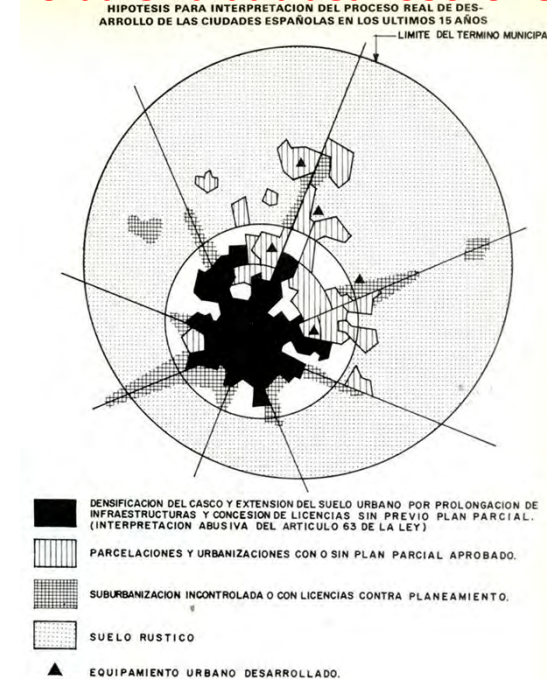 HIPOTESIS PARA INTERPRETACION DEL PROCESO REAL DE DES-
ARROLLO DE LAS CIUDADES ESPAÑOLAS EN LOS ULTIMOS 15 AÑOS
LIMITE DEL TERMINO MUNICIPA
DENSIFICACION DEL CASCO Y EXTENSION DEL SUELO URBANO POR PROLONGACION DE
INFRAESTRUCTURAS Y CONCESION DE LICENCIAS SIN PREVIO PLAN PARCIAL.
(INTERPRETACION ABUSIVA DEL ARTICULO 63 DE LA LEY)
PARCELACIONES Y URBANIZACIONES CON O SIN PLAN PARCIAL APROBADO.
SUBURBANIZACION INCONTROLADA O CON LICENCIAS CONTRA PLANEAMIENTO.
SUELO RUSTICO
EQUIPAMIENTO URBANO DESARROLLADO.